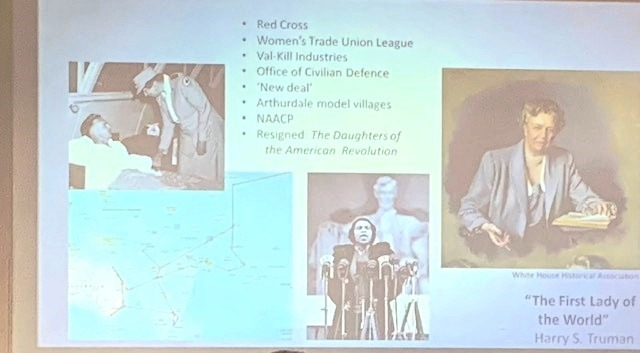 Red Cross
Women's Trade Union League
Val-Kill Industries
Office of Civilian Defence
'New deal'
Arthurdale model villages
NAACP
Resigned The Daughters of
the American Revolution
White House Historical Association
"The First Lady of
the World"
Harry S. Truman